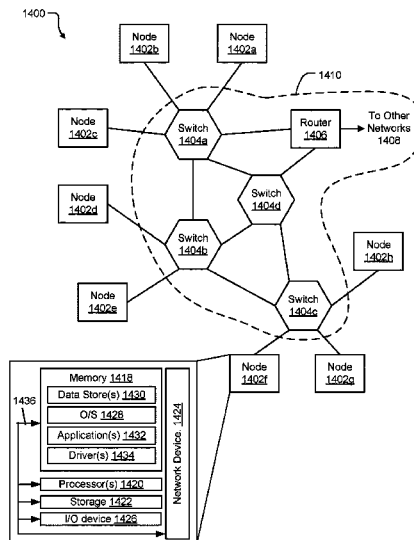 1400
Node
1402b
Node
1402a
1410
Node
1402c
Switch
1404a
Router
1406
To Other
Networks
1408
Node
1402d
Switch
1404d
Switch
1404b
Node
1402h
Node
1402e
Switch
1404c
Node
1402f
Node
1402g
1436
Memory 1418
Data Store(s) 1430
O/S 1428
Application(s) 1432
Driver(s) 1434
Network Device 1424
Processor(s) 1420
Storage 1422
I/O device 1426